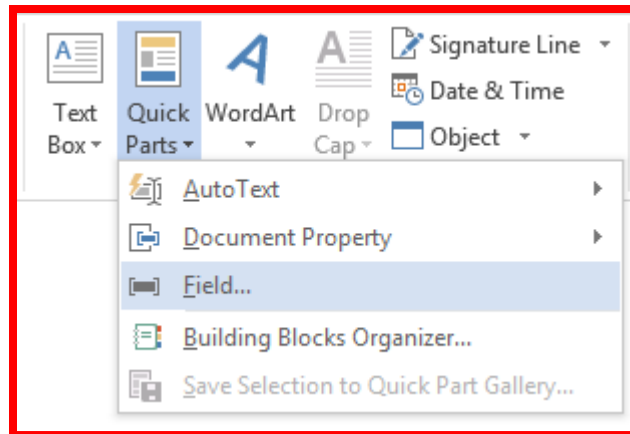 Text
Box
Quick
Parts
WordArt
Drop
Cap
Signature Line
Date & Time
Object
AutoText
Document Property
Field...
Building Blocks Organizer...
Save Selection to Quick Part Gallery...